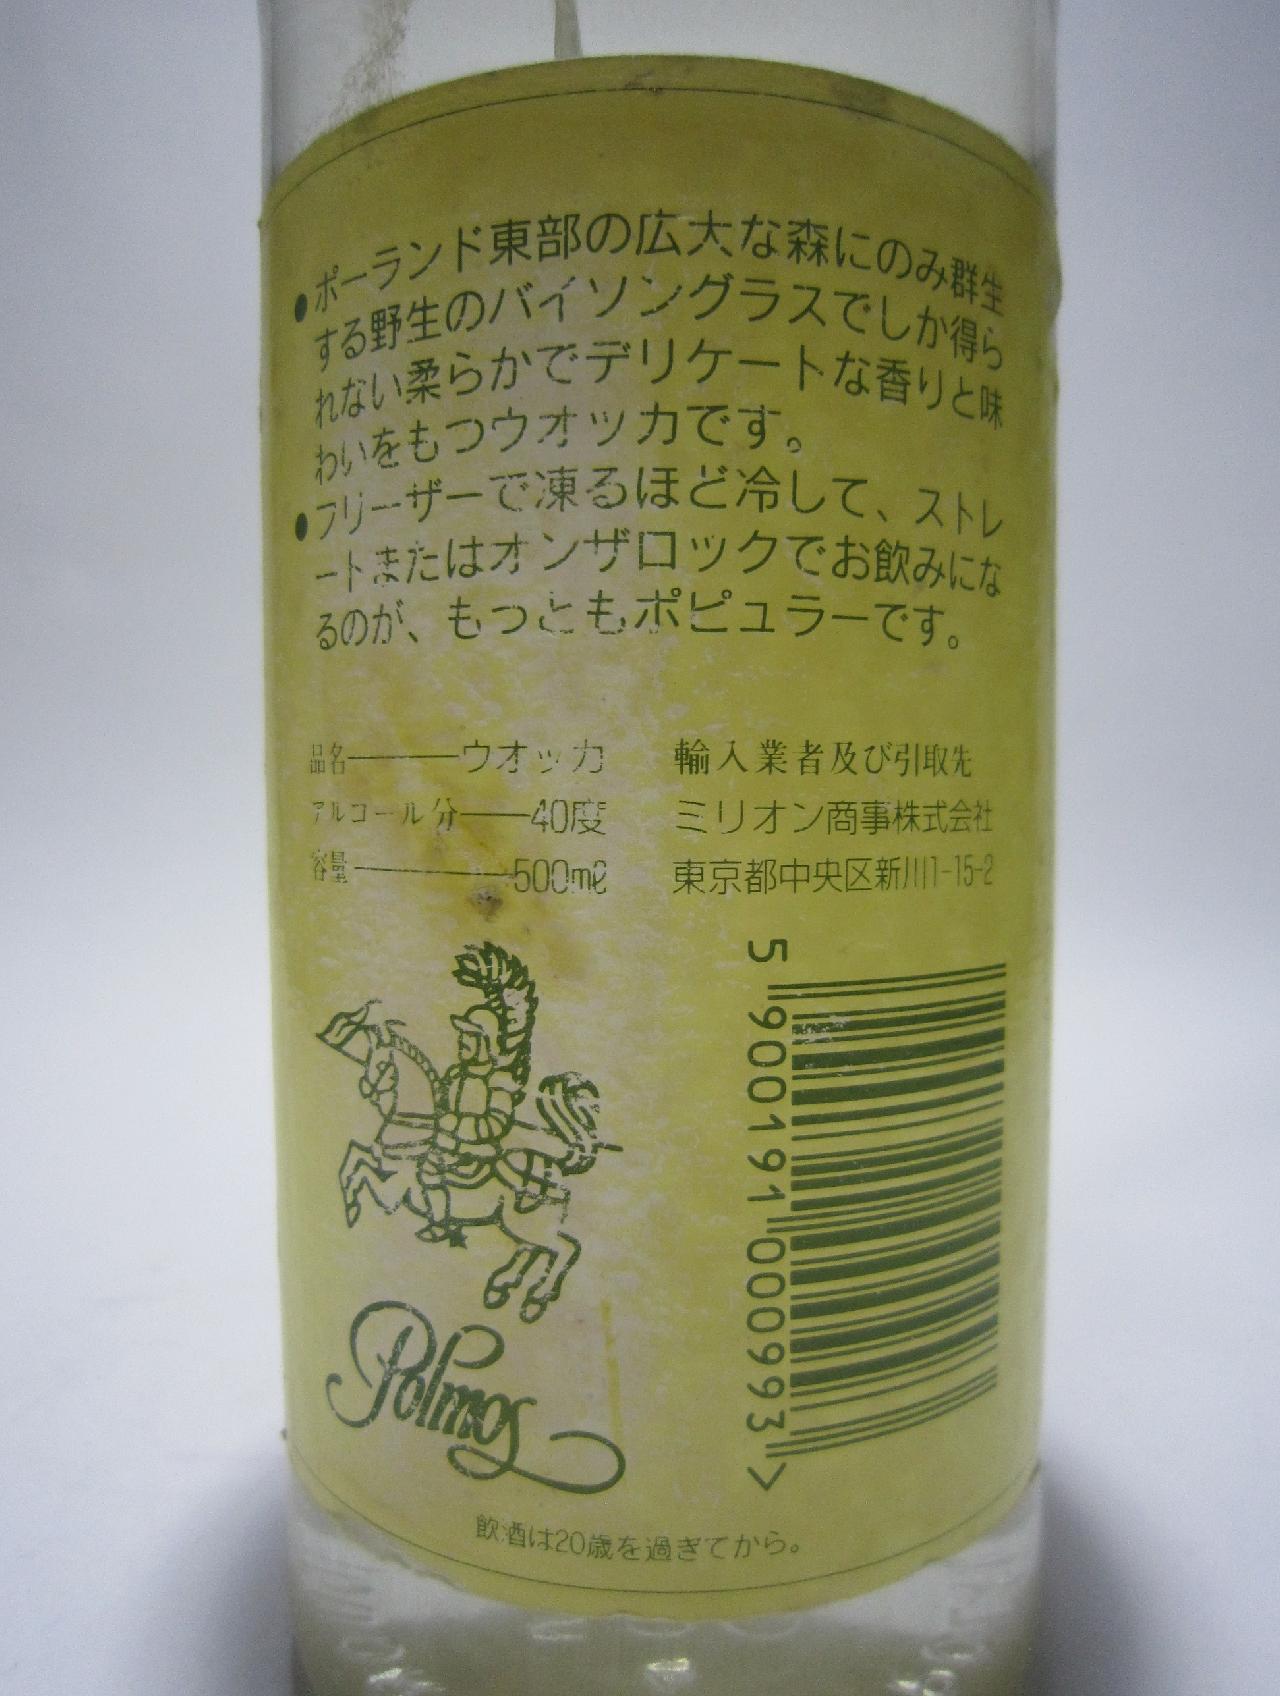 ●ポーランド東部の広大な森にのみ群生
する野生のバイソングラスでしか得ら
れない柔らかでデリケートな香りと味
わいをもつウオッカです。
●フリーザーで凍るほど冷して、ストレ
ートまたはオンザロックでお飲みにな
るのが、もっともポピュラーです。
品名────ウオッカ
アルコール分──40度
容量─────500mℓ
輸入業者及び引取先
ミリオン商事株式会社
東京都中央区新川1-15-2
5 900191 000993 >
Polmos
飲酒は20歳を過ぎてから。